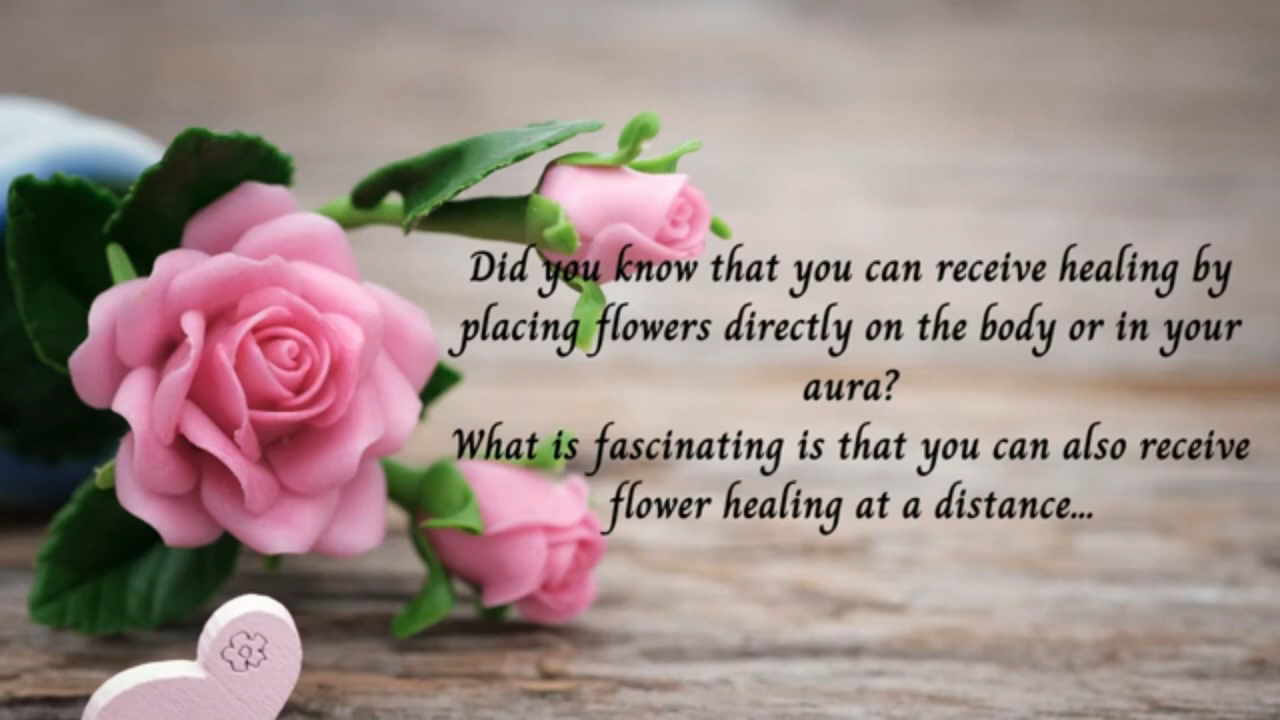 Did you know that you can receive healing by
placing flowers directly on the body or in your
aura?
What is fascinating is that you can also receive
flower healing at a distance...